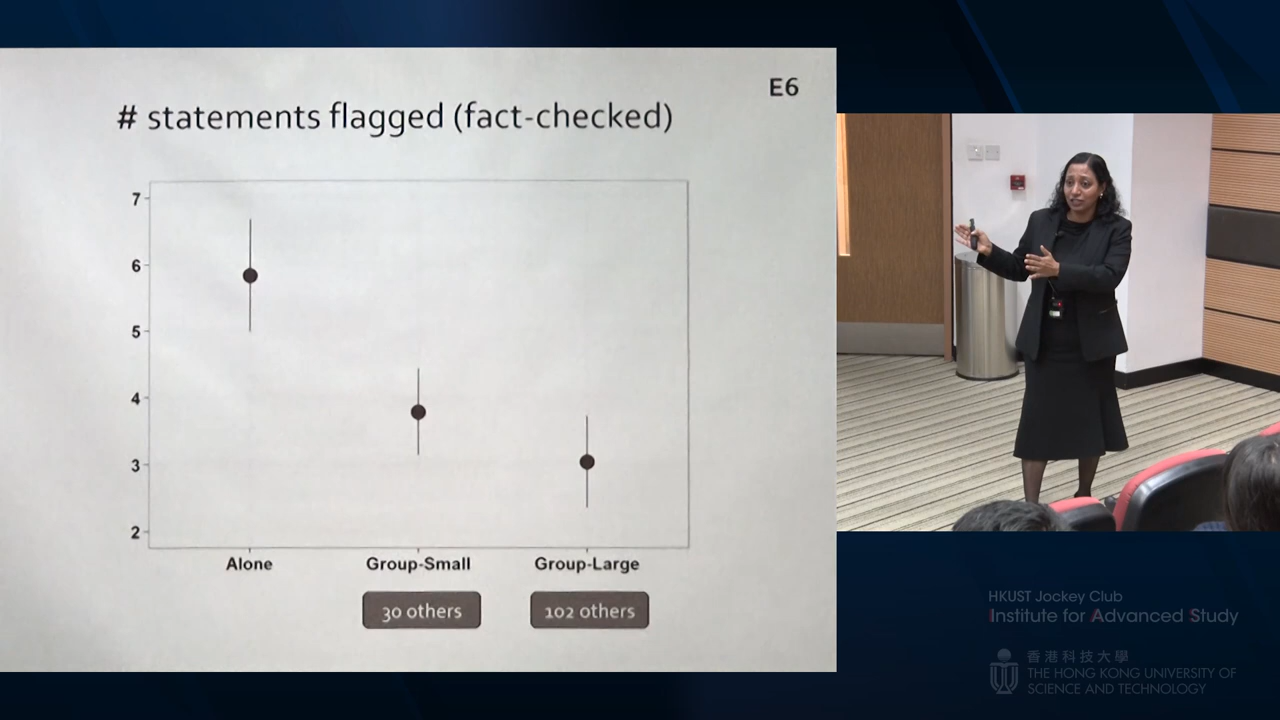 E6
# statements flagged (fact-checked)
7
6
5
4
3
2
Alone
Group-Small
Group-Large
30 others
102 others
HKUST Jockey Club
Institute for Advanced Study
香港科技大學
THE HONG KONG UNIVERSITY OF
SCIENCE AND TECHNOLOGY